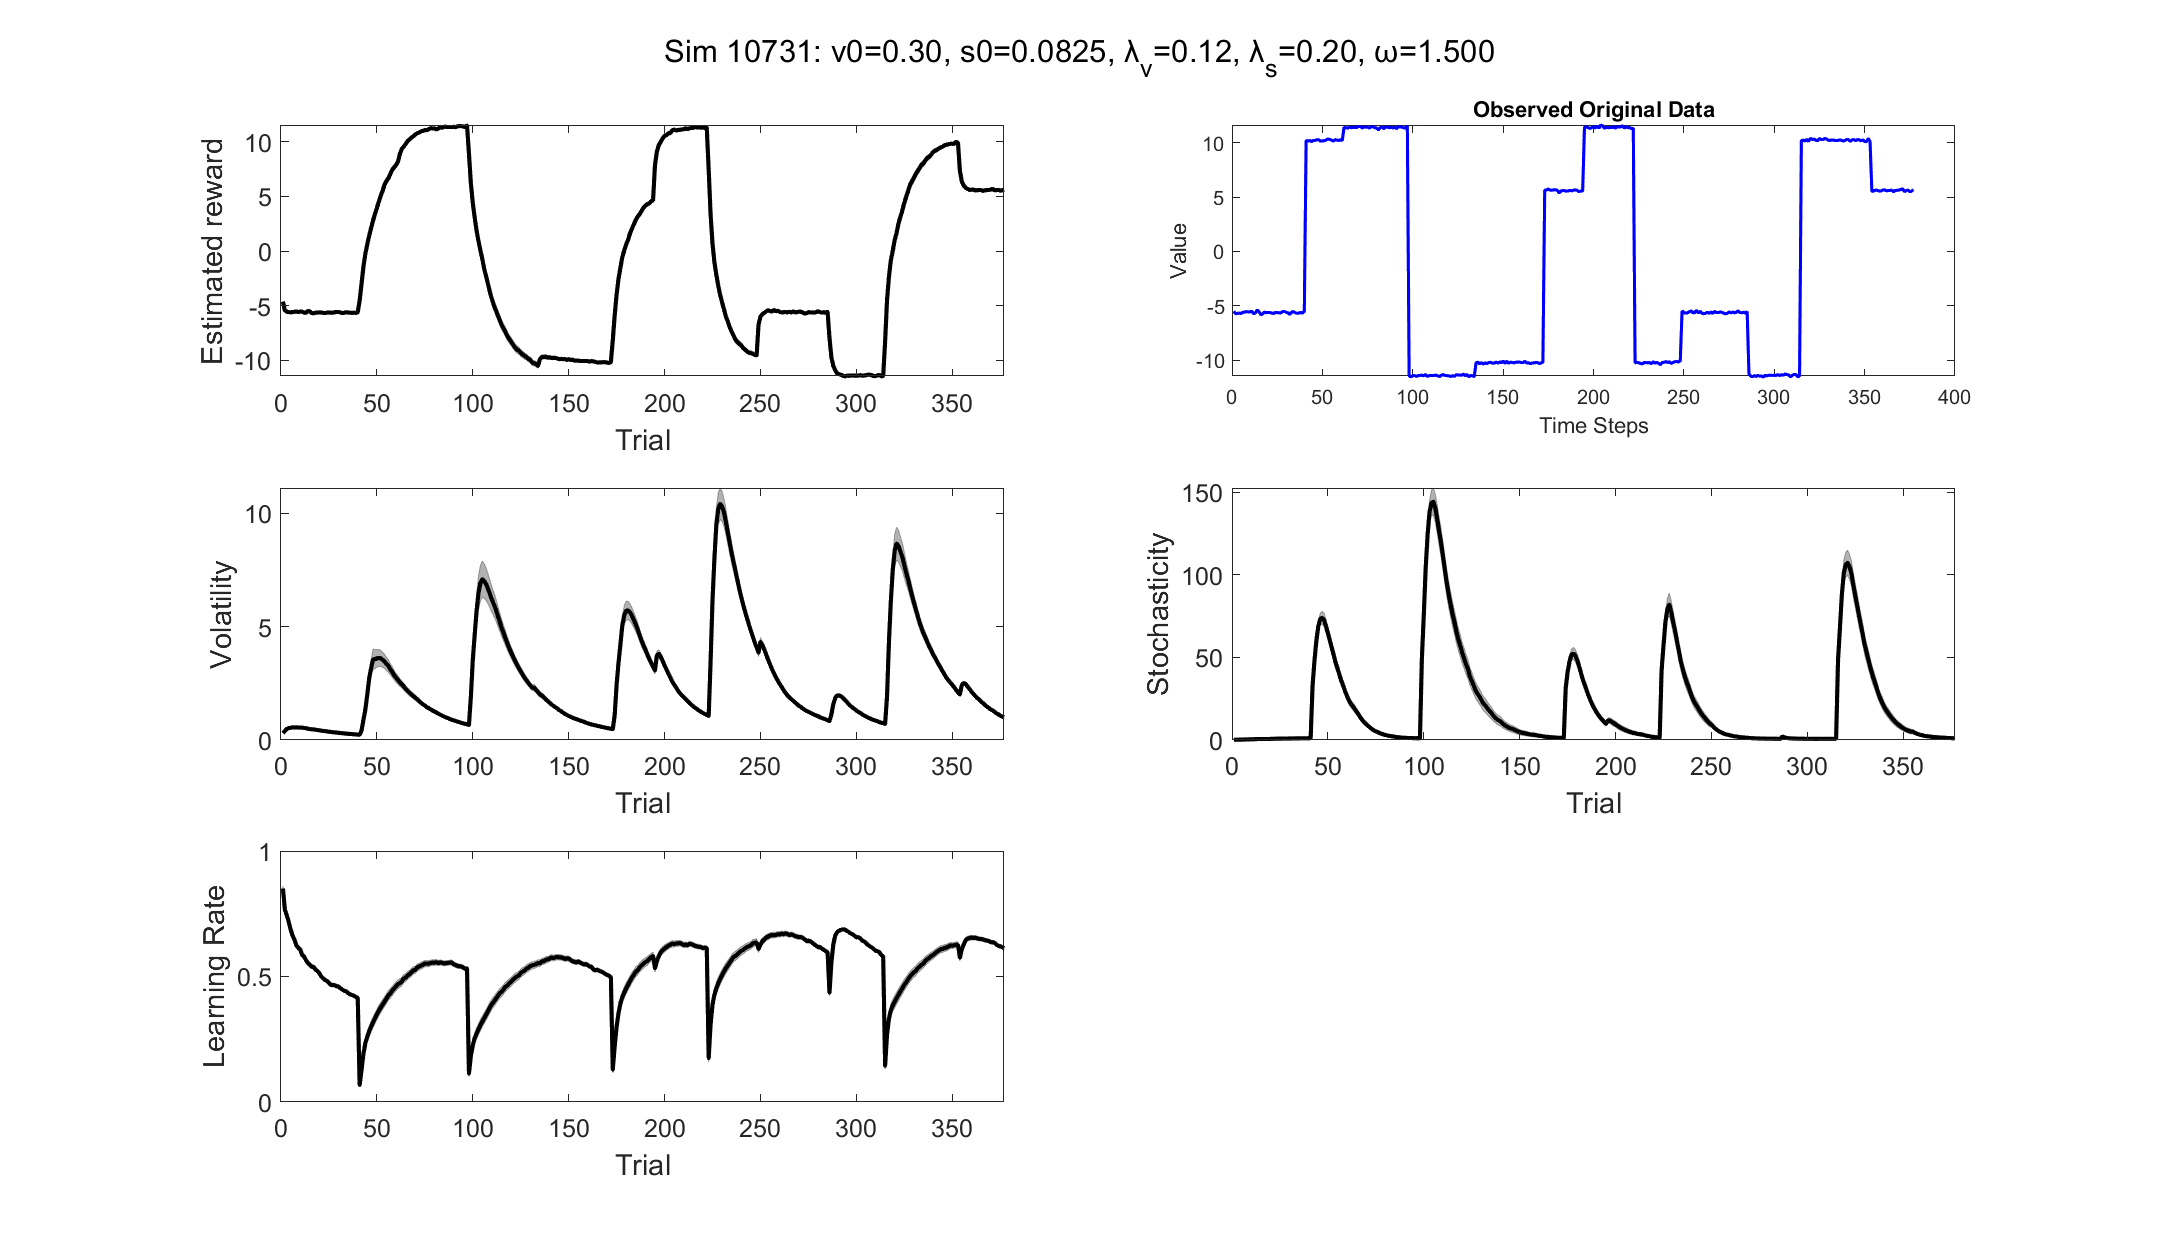 Sim 10731: v0=0.30, s0=0.0825, λv=0.12, λs=0.20, ω=1.500
Estimated reward
10
5
0
-5
-10
0 50 100 150 200 250 300 350
Trial
Observed Original Data
Value
10
5
0
-5
-10
0 50 100 150 200 250 300 350 400
Time Steps
Volatility
10
5
0
0 50 100 150 200 250 300 350
Trial
Stochasticity
150
100
50
0
0 50 100 150 200 250 300 350
Trial
Learning Rate
1
0.5
0
0 50 100 150 200 250 300 350
Trial